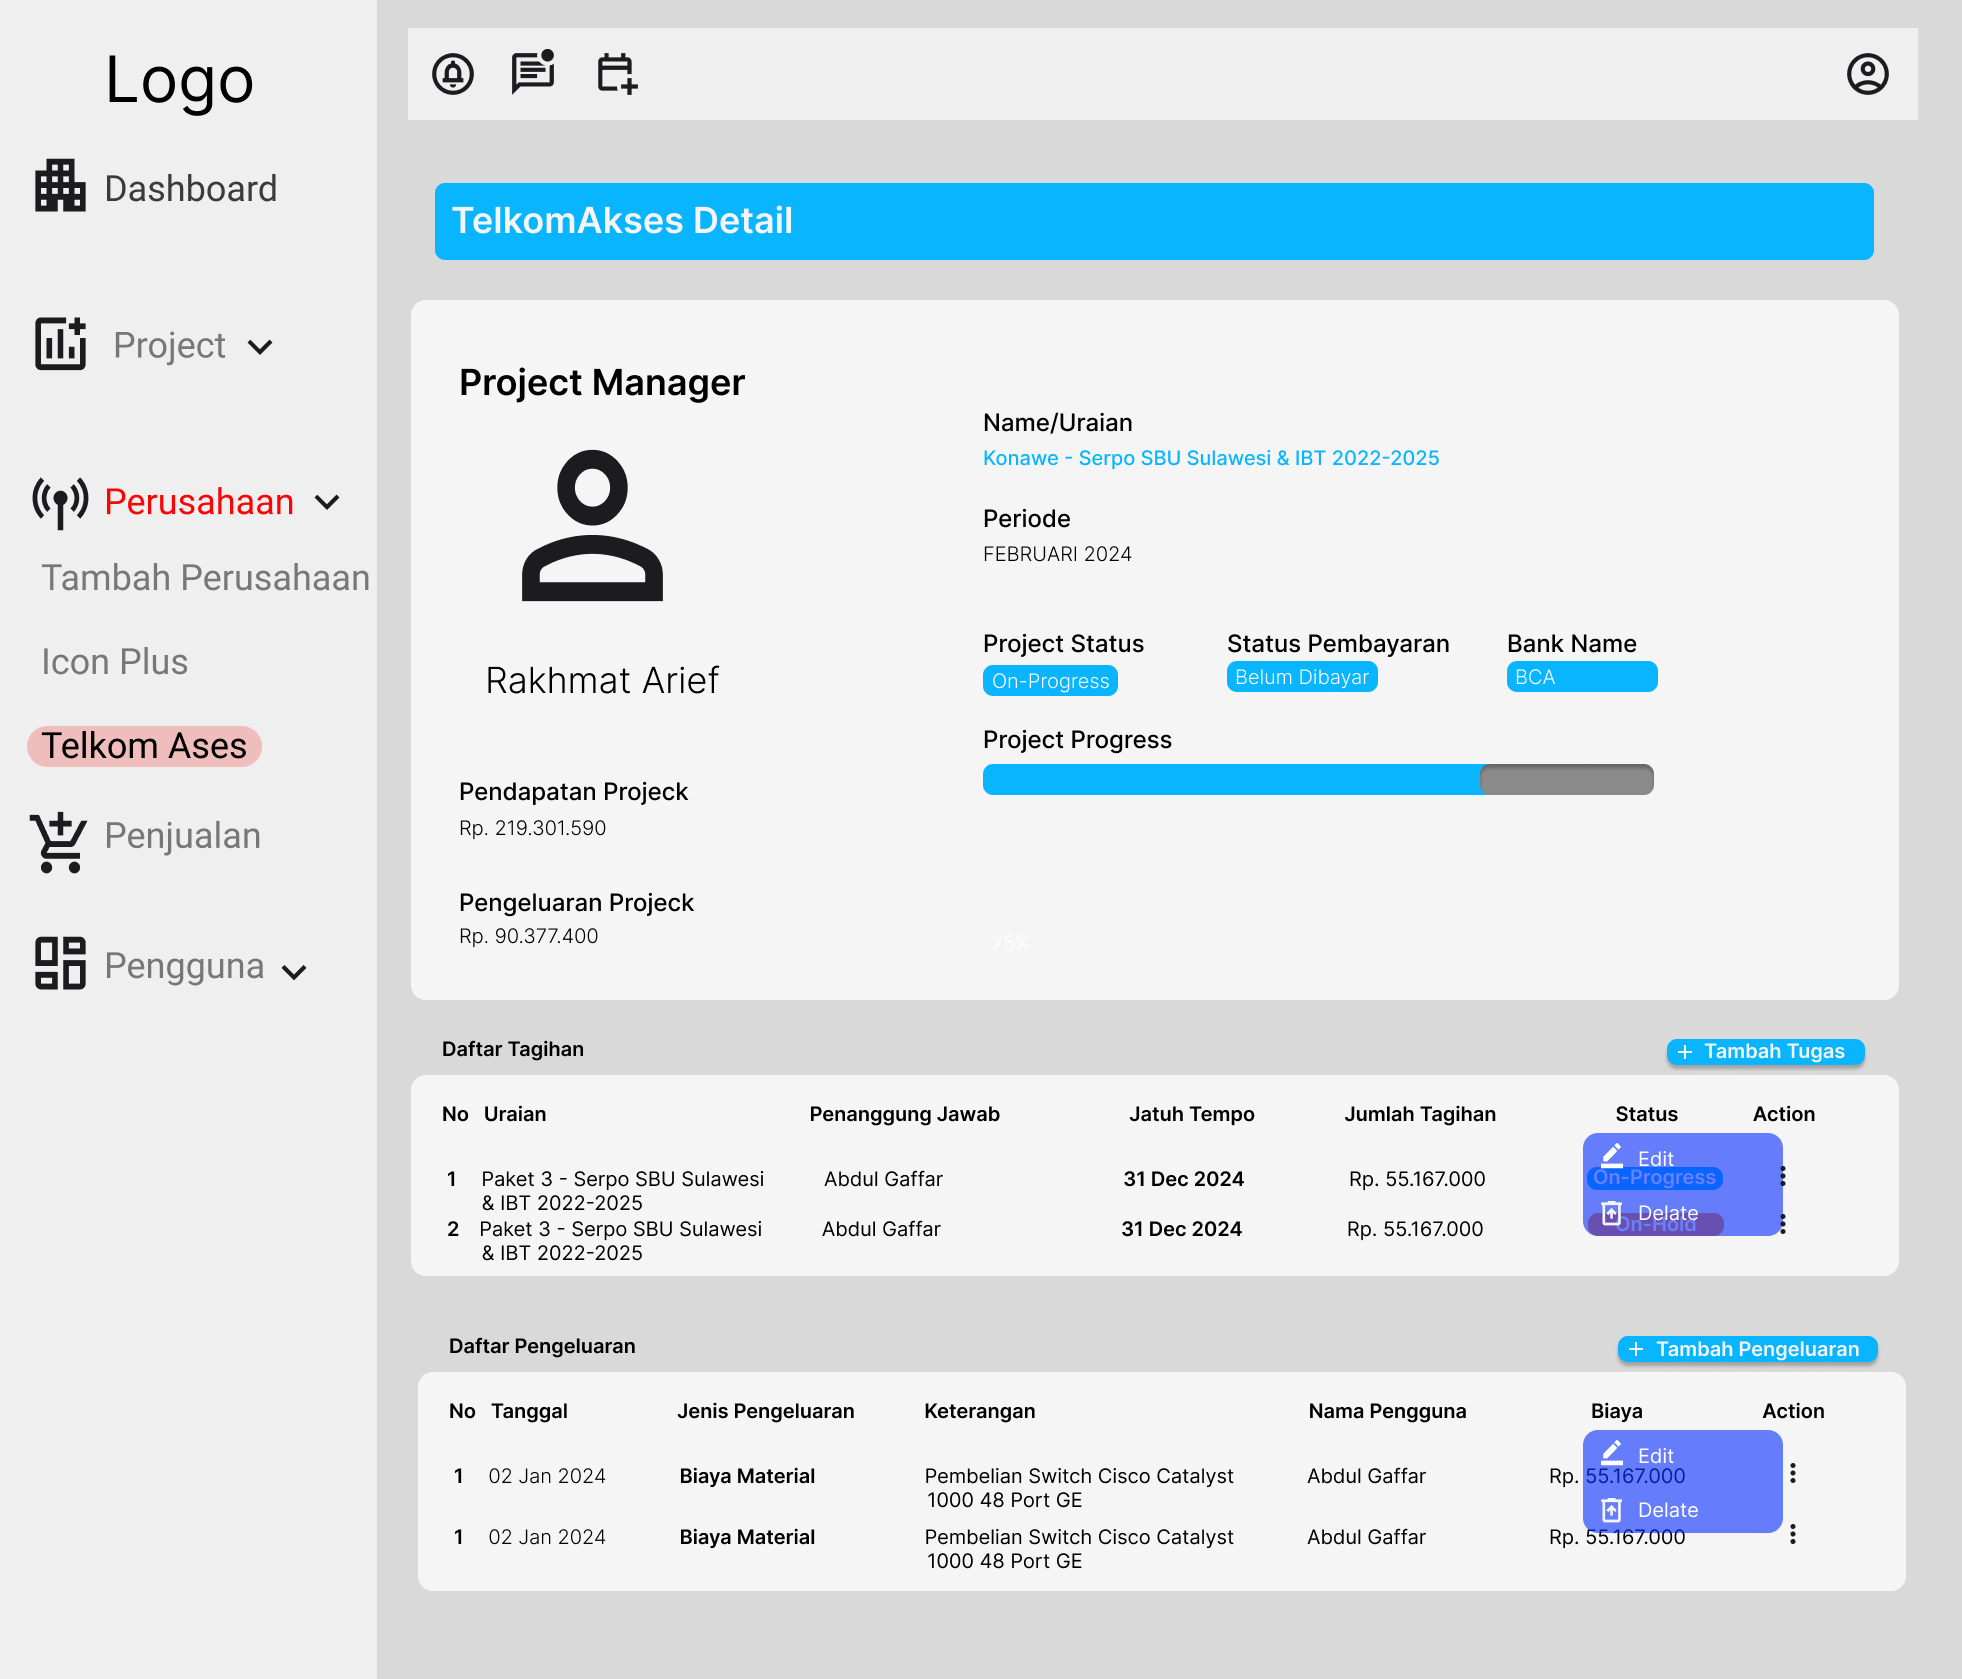 Logo
Dashboard
Project
Perusahaan
Tambah Perusahaan
Icon Plus
Telkom Ases
Penjualan
Pengguna
TelkomAkses Detail
Project Manager
Rakhmat Arief
Pendapatan Projeck
Rp. 219.301.590
Pengeluaran Projeck
Rp. 90.377.400
Name/Uraian
Konawe - Serpo SBU Sulawesi & IBT 2022-2025
Periode
FEBRUARI 2024
Project Status Status Pembayaran Bank Name
On-Progress Belum Dibayar BCA
Project Progress
75%
Daftar Tagihan
+ Tambah Tugas
No Uraian Penanggung Jawab Jatuh Tempo Jumlah Tagihan Status Action
1 Paket 3 - Serpo SBU Sulawesi Abdul Gaffar 31 Dec 2024 Rp. 55.167.000 On-Progress
& IBT 2022-2025
2 Paket 3 - Serpo SBU Sulawesi Abdul Gaffar 31 Dec 2024 Rp. 55.167.000 On-Hold
& IBT 2022-2025
Edit
Delate
Daftar Pengeluaran
+ Tambah Pengeluaran
No Tanggal Jenis Pengeluaran Keterangan Nama Pengguna Biaya Action
1 02 Jan 2024 Biaya Material Pembelian Switch Cisco Catalyst Abdul Gaffar Rp. 55.167.000
1000 48 Port GE
1 02 Jan 2024 Biaya Material Pembelian Switch Cisco Catalyst Abdul Gaffar Rp. 55.167.000
1000 48 Port GE
Edit
Delate